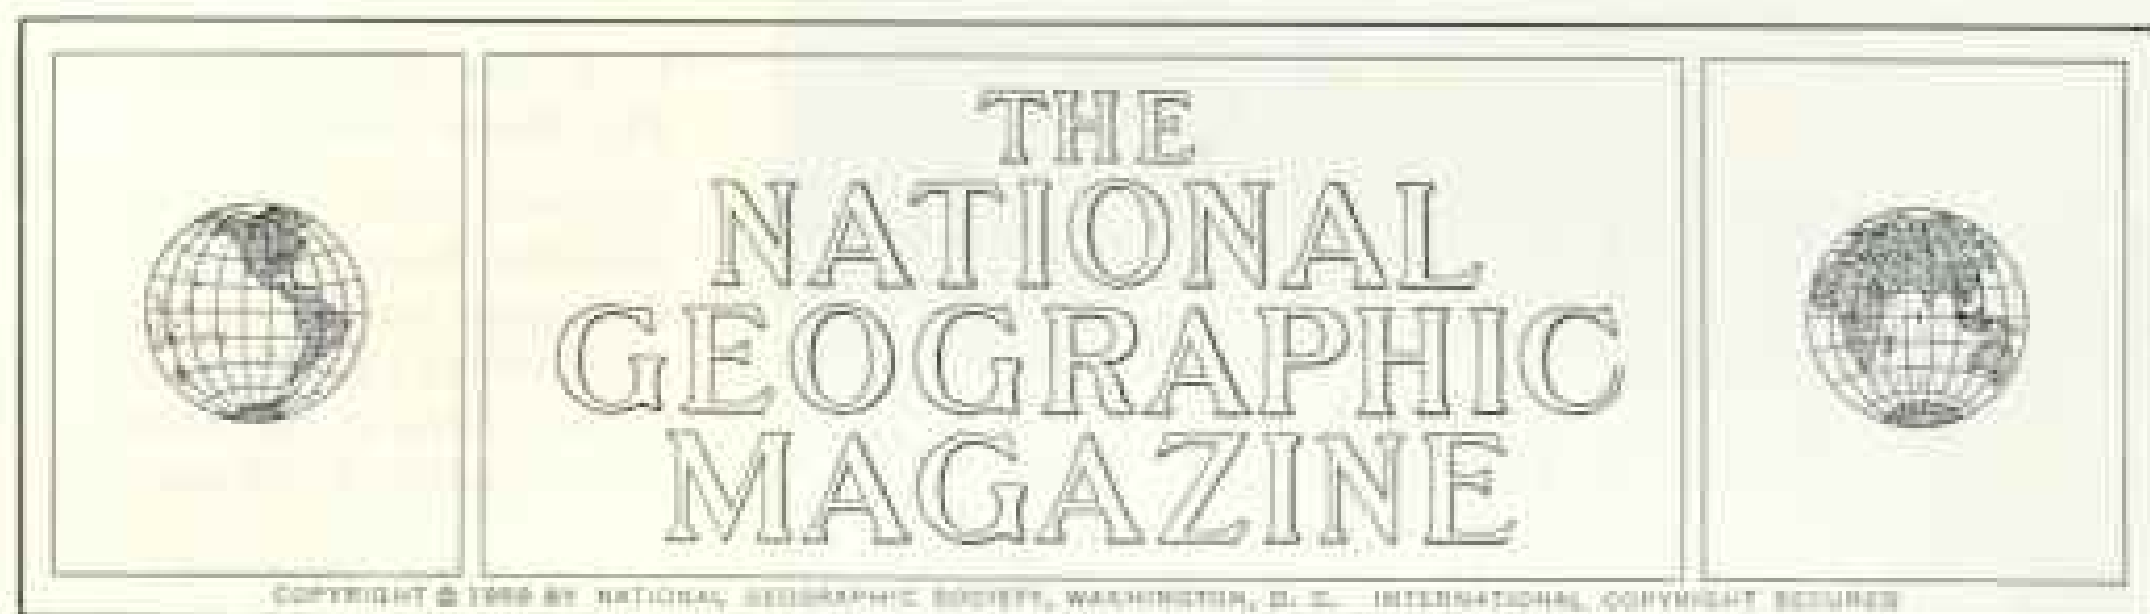 THE
NATIONAL
GEOGRAPHIC
MAGAZINE
COPYRIGHT © BY NATIONAL GEOGRAPHIC SOCIETY, WASHINGTON, D. C. INTERNATIONAL COPYRIGHT SECURED